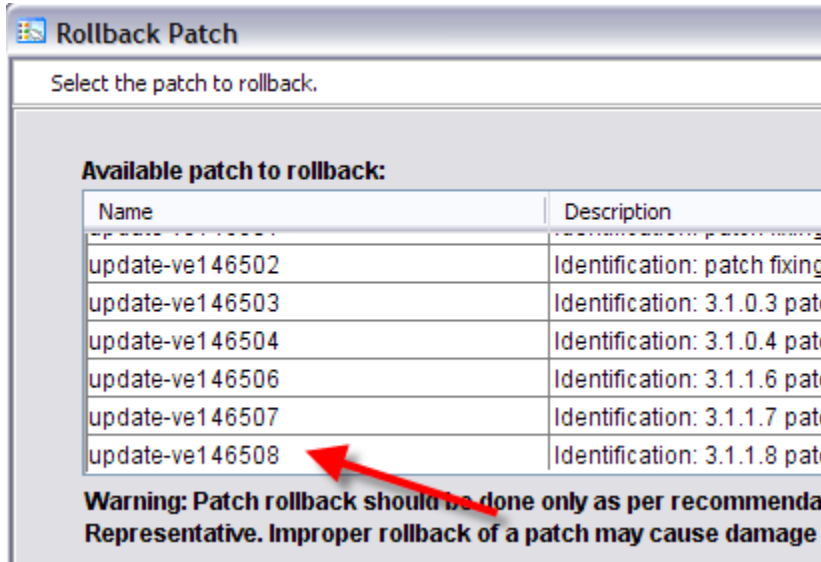 Rollback Patch
Select the patch to rollback.
Available patch to rollback:
Name Description
update-ve146502 Identification: patch fixing
update-ve146503 Identification: 3.1.0.3 pat
update-ve146504 Identification: 3.1.0.4 pat
update-ve146506 Identification: 3.1.1.6 pat
update-ve146507 Identification: 3.1.1.7 pat
update-ve146508 Identification: 3.1.1.8 pat
Warning: Patch rollback should be done only as per recommenda
Representative. Improper rollback of a patch may cause damage